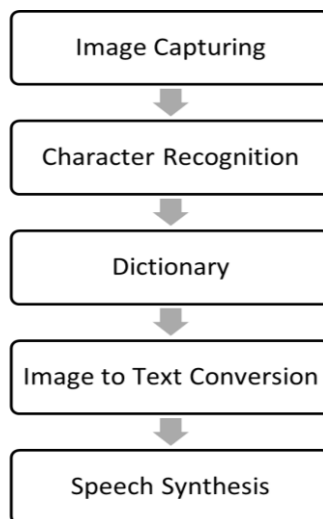 Image Capturing
Character Recognition
Dictionary
Image to Text Conversion
Speech Synthesis